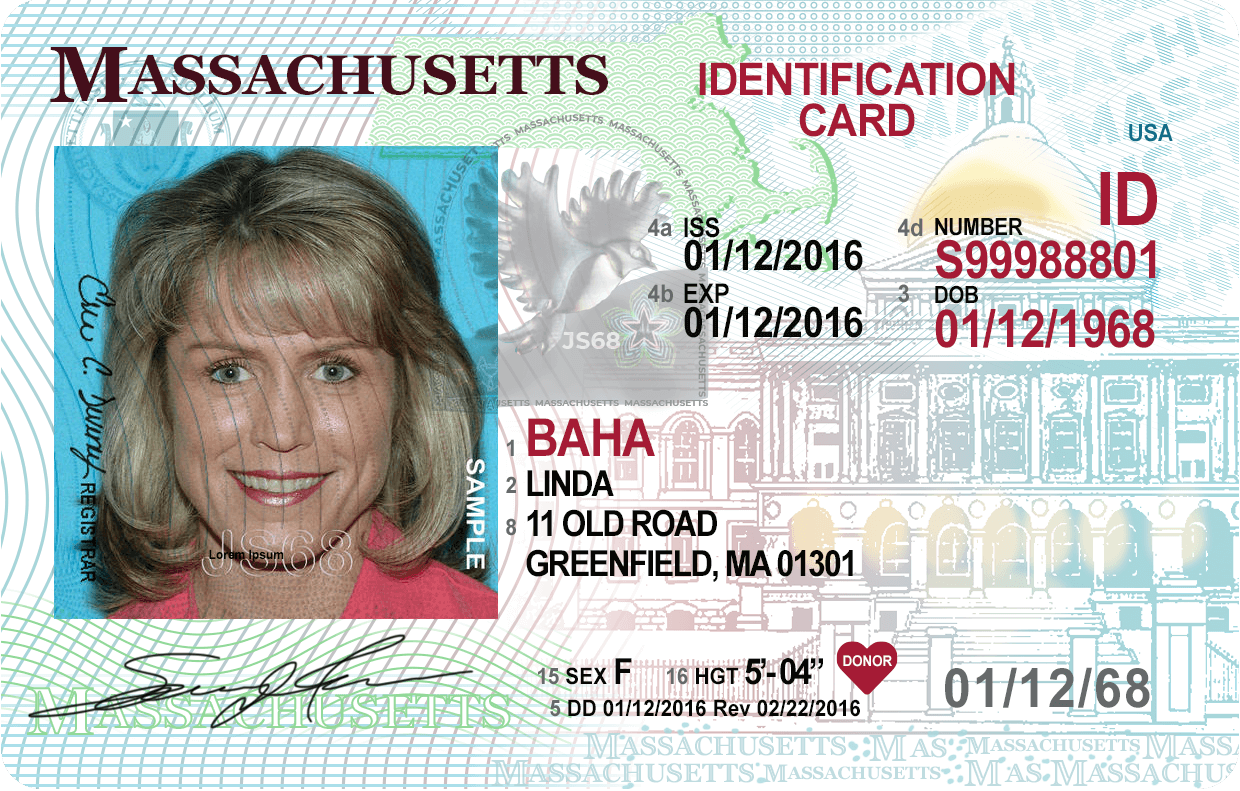 MASSACHUSETTS
IDENTIFICATION
CARD
USA
ID
4a ISS
01/12/2016
4d NUMBER
S99988801
4b EXP
01/12/2016
3 DOB
01/12/1968
JS68
MASSACHUSETTS MASSACHUSETTS
REGISTRAR
SAMPLE
JS68
Lorem Ipsum
1 BAHA
2 LINDA
8 11 OLD ROAD
GREENFIELD, MA 01301
15 SEX F 16 HGT 5'-04"
DONOR
5 DD 01/12/2016 Rev 02/22/2016
01/12/68
MASSACHUSETTS
MASSACHUSETTS MAS MASSACHUSETTS MASSA
MASSACHUSETTS MASSACHUSETTS MAS MASSACHUS